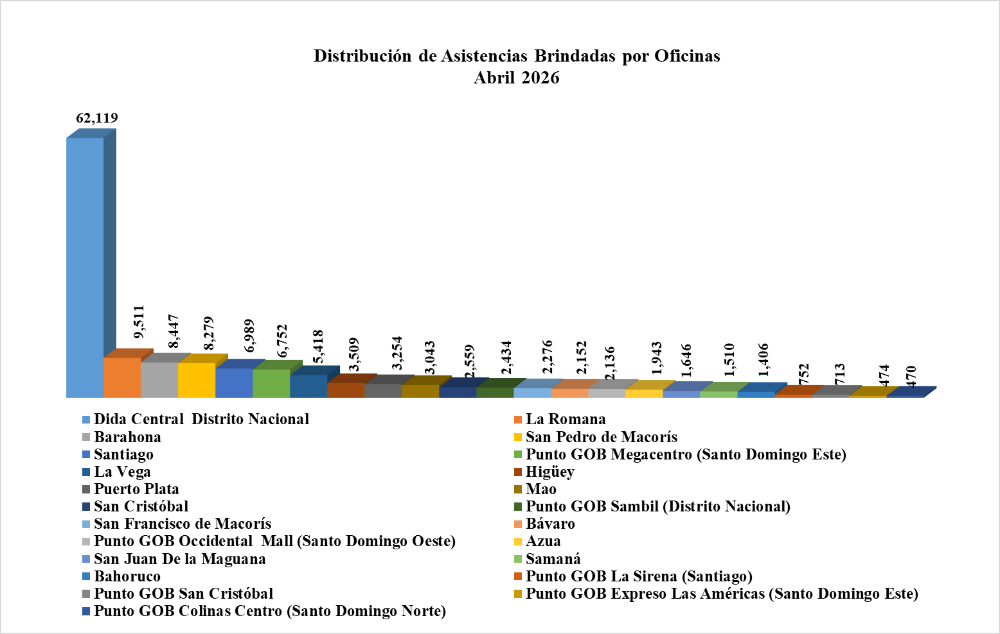 Distribución de Asistencias Brindadas por Oficinas
Abril 2026
62,119
9,511
8,447
8,279
6,989
6,752
5,418
3,509
3,254
3,043
2,559
2,434
2,276
2,152
2,136
1,943
1,646
1,510
1,406
752
713
474
470
Dida Central  Distrito Nacional
La Romana
Barahona
San Pedro de Macorís
Santiago
Punto GOB Megacentro (Santo Domingo Este)
La Vega
Higüey
Puerto Plata
Mao
San Cristóbal
Punto GOB Sambil (Distrito Nacional)
San Francisco de Macorís
Bávaro
Punto GOB Occidental  Mall (Santo Domingo Oeste)
Azua
San Juan De la Maguana
Samaná
Bahoruco
Punto GOB La Sirena (Santiago)
Punto GOB San Cristóbal
Punto GOB Expreso Las Américas (Santo Domingo Este)
Punto GOB Colinas Centro (Santo Domingo Norte)